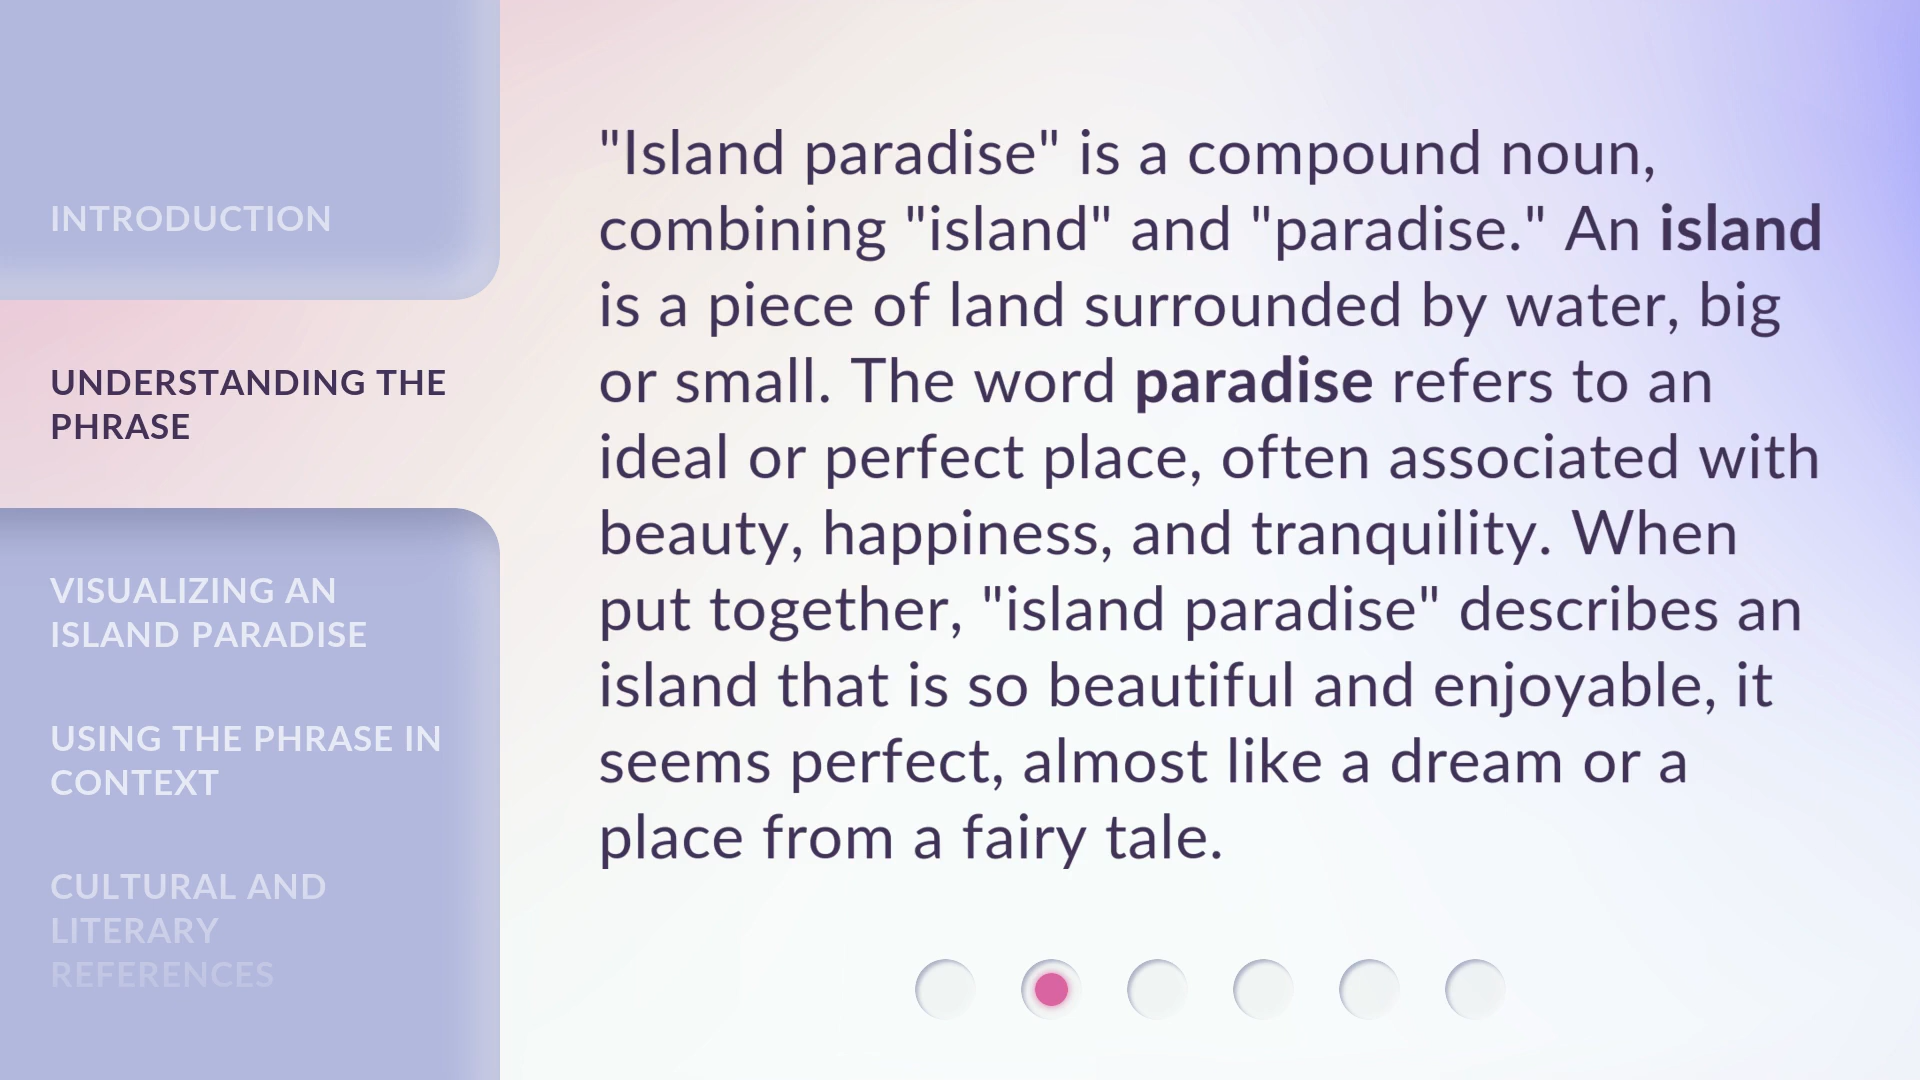 INTRODUCTION
UNDERSTANDING THE
PHRASE
VISUALIZING AN
ISLAND PARADISE
USING THE PHRASE IN
CONTEXT
CULTURAL AND
LITERARY
REFERENCES
"Island paradise" is a compound noun,
combining "island" and "paradise." An island
is a piece of land surrounded by water, big
or small. The word paradise refers to an
ideal or perfect place, often associated with
beauty, happiness, and tranquility. When
put together, "island paradise" describes an
island that is so beautiful and enjoyable, it
seems perfect, almost like a dream or a
place from a fairy tale.